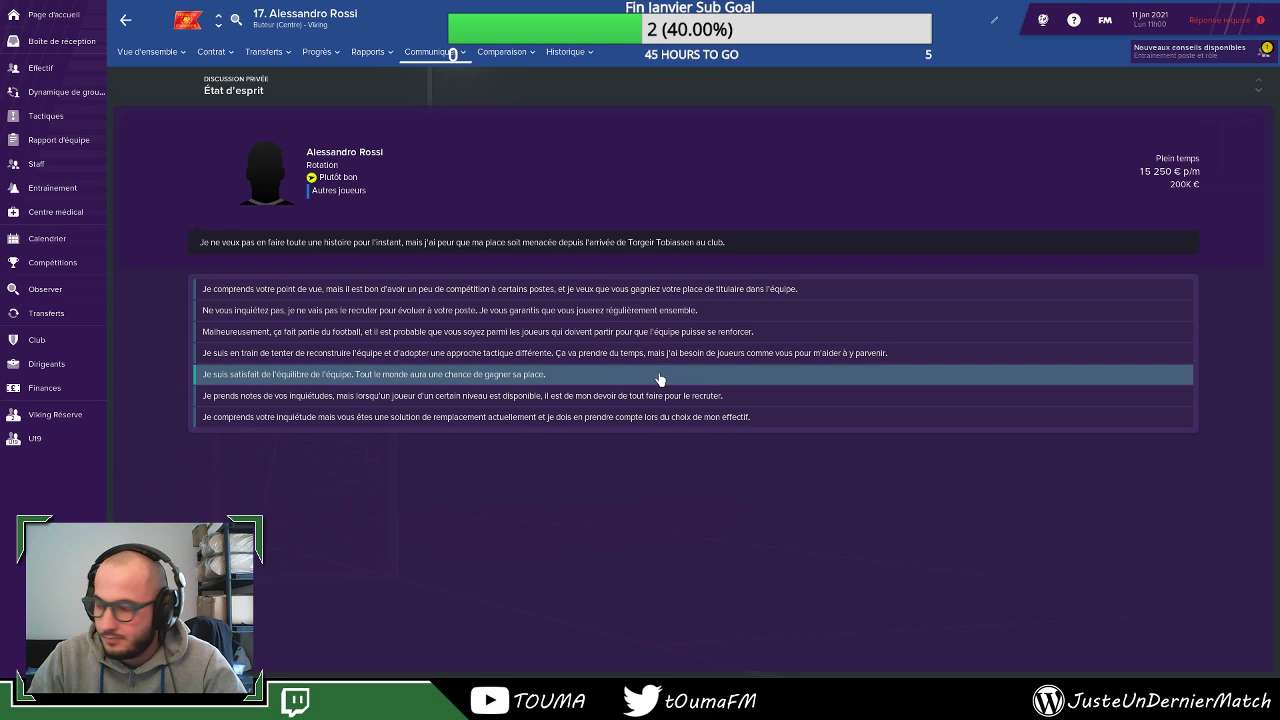 Fin Janvier Sub Goal
2 (40.00%)
0
45 HOURS TO GO
5
17. Alessandro Rossi
Buteur (Centre) - Viking
11 jan 2021
Lun 11h00
Réponse requise
FM
Vue d'ensemble
Contrat
Transferts
Progrès
Rapports
Comparaison
Historique
Nouveaux conseils disponibles
Entraînement poste et rôle
1
Page d'accueil
Boîte de réception
Effectif
Dynamique de grou...
Tactiques
Rapport d'équipe
Staff
Entraînement
Centre médical
Calendrier
Compétitions
Observer
Transferts
Club
Dirigeants
Finances
Viking Réserve
U19
DISCUSSION PRIVÉE
État d'esprit
Alessandro Rossi
Rotation
Plutôt bon
Autres joueurs
Plein temps
15 250 € p/m
200K €
Je ne veux pas en faire toute une histoire pour l'instant, mais j'ai peur que ma place soit menacée depuis l'arrivée de Torgeir Tobiassen au club.
Je comprends votre point de vue, mais il est bon d'avoir un peu de compétition à certains postes, et je veux que vous gagniez votre place de titulaire dans l'équipe.
Ne vous inquiétez pas, je ne vais pas le recruter pour évoluer à votre poste. Je vous garantis que vous jouerez régulièrement ensemble.
Malheureusement, ça fait partie du football, et il est probable que vous soyez parmi les joueurs qui doivent partir pour que l'équipe puisse se renforcer.
Je suis en train de tenter de reconstruire l'équipe et d'adopter une approche tactique différente. Ça va prendre du temps, mais j'ai besoin de joueurs comme vous pour m'aider à y parvenir.
Je suis satisfait de l'équilibre de l'équipe. Tout le monde aura une chance de gagner sa place.
Je prends notes de vos inquiétudes, mais lorsqu'un joueur d'un certain niveau est disponible, il est de mon devoir de tout faire pour le recruter.
Je comprends votre inquiétude mais vous êtes une solution de remplacement actuellement et je dois en prendre compte lors du choix de mon effectif.
TOUMA
tOumaFM
JusteUnDernierMatch